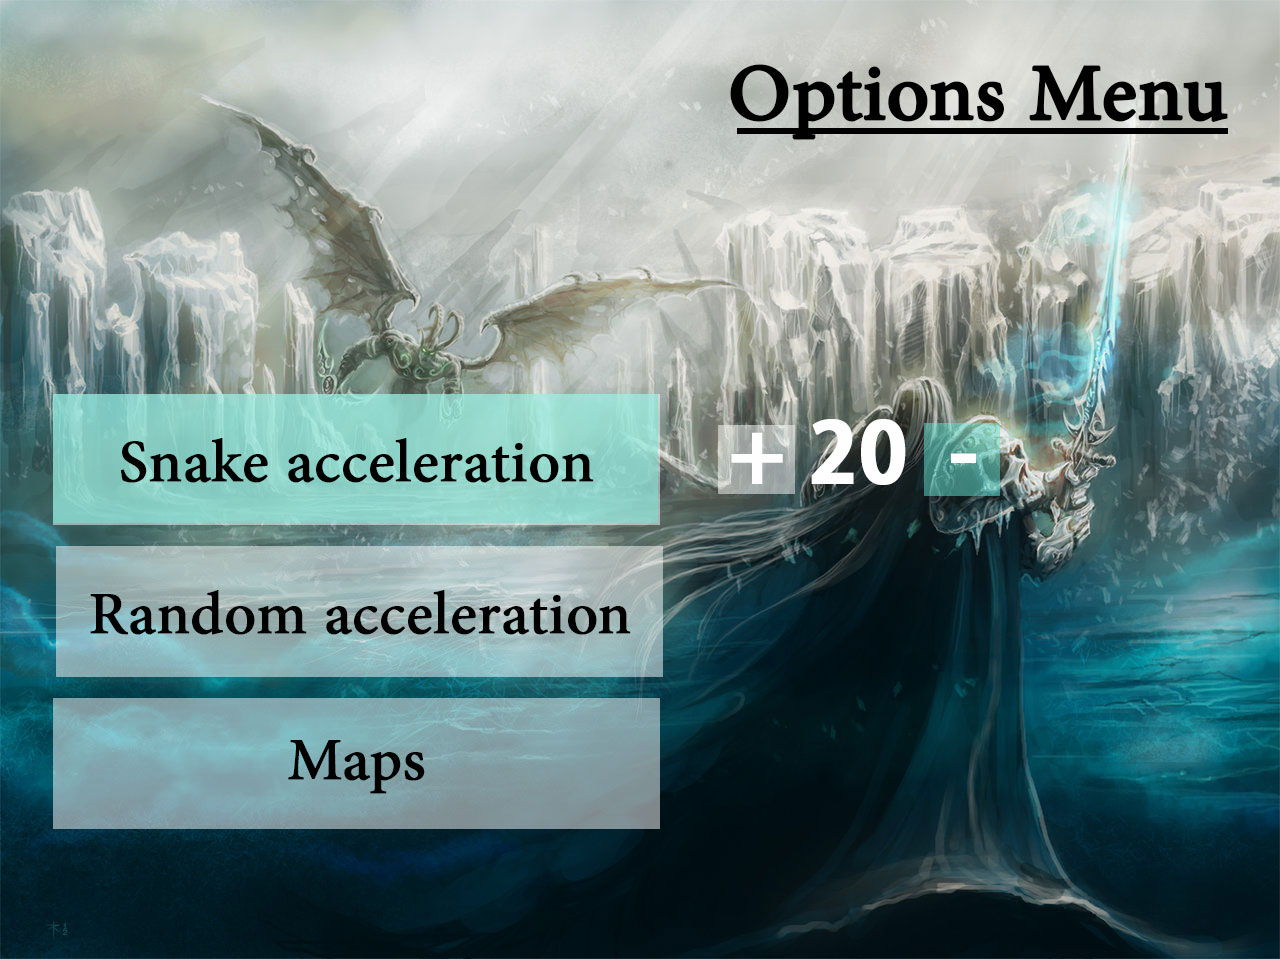 Options Menu
Snake acceleration
+ 20 -
Random acceleration
Maps